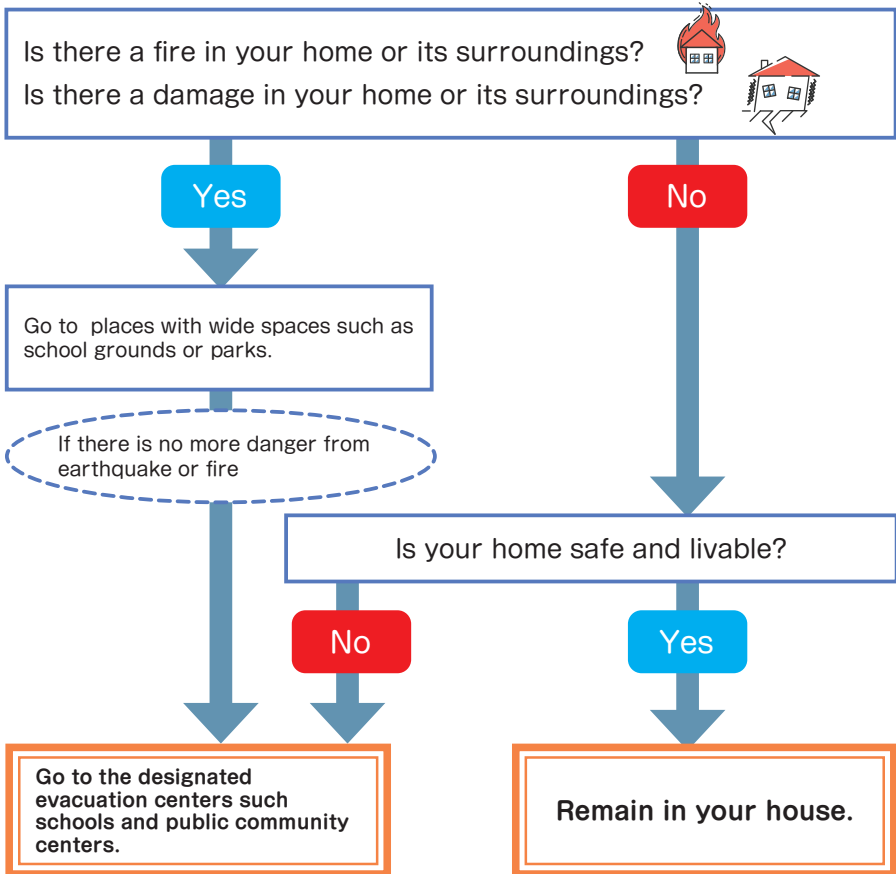 Is there a fire in your home or its surroundings?
Is there a damage in your home or its surroundings?
Yes
No
Go to places with wide spaces such as
school grounds or parks.
If there is no more danger from
earthquake or fire
Is your home safe and livable?
No
Yes
Go to the designated
evacuation centers such
schools and public community
centers.
Remain in your house.